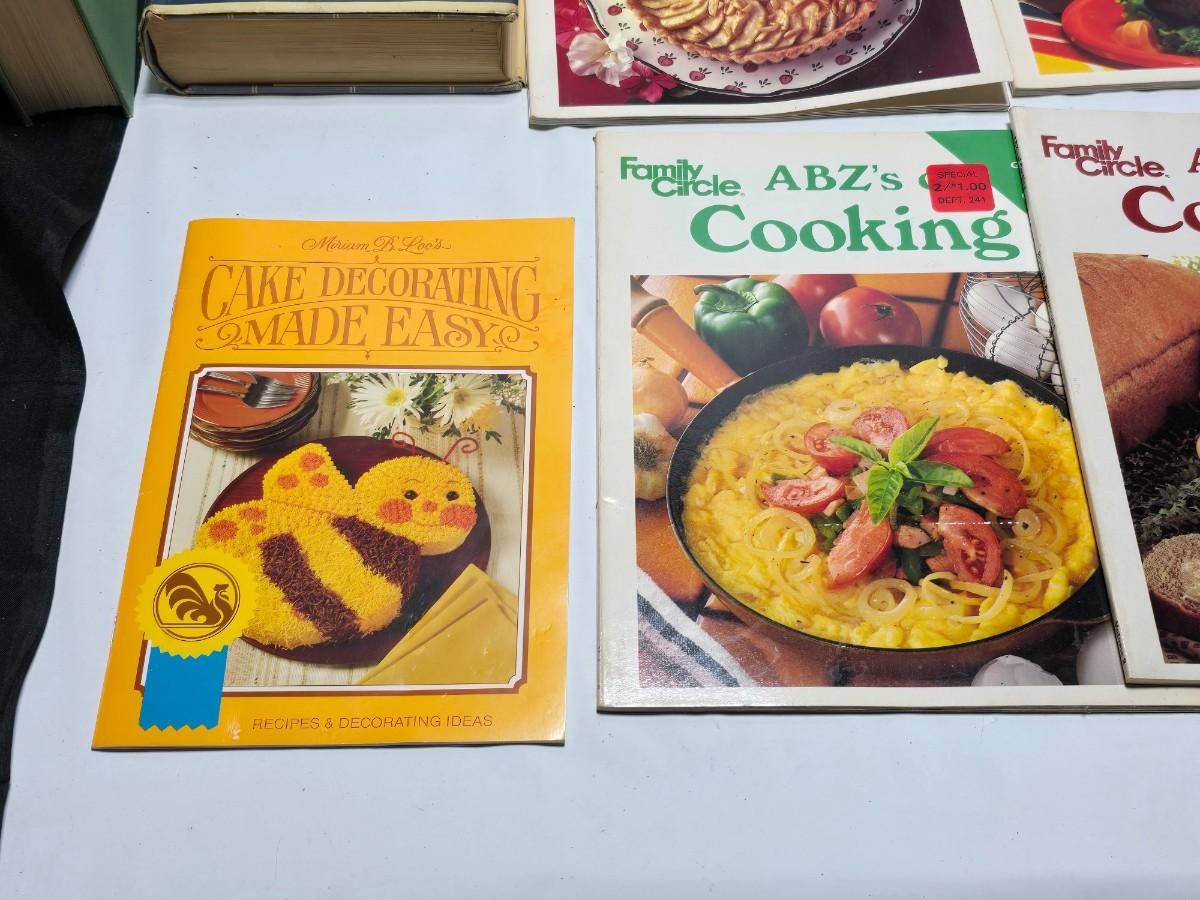 Miriam B. Loo's
CAKE DECORATING
MADE EASY
RECIPES & DECORATING IDEAS
Family
Circle
ABZ's
SPECIAL
2/$1.00
DEPT. 241
Cooking
Family
Circle